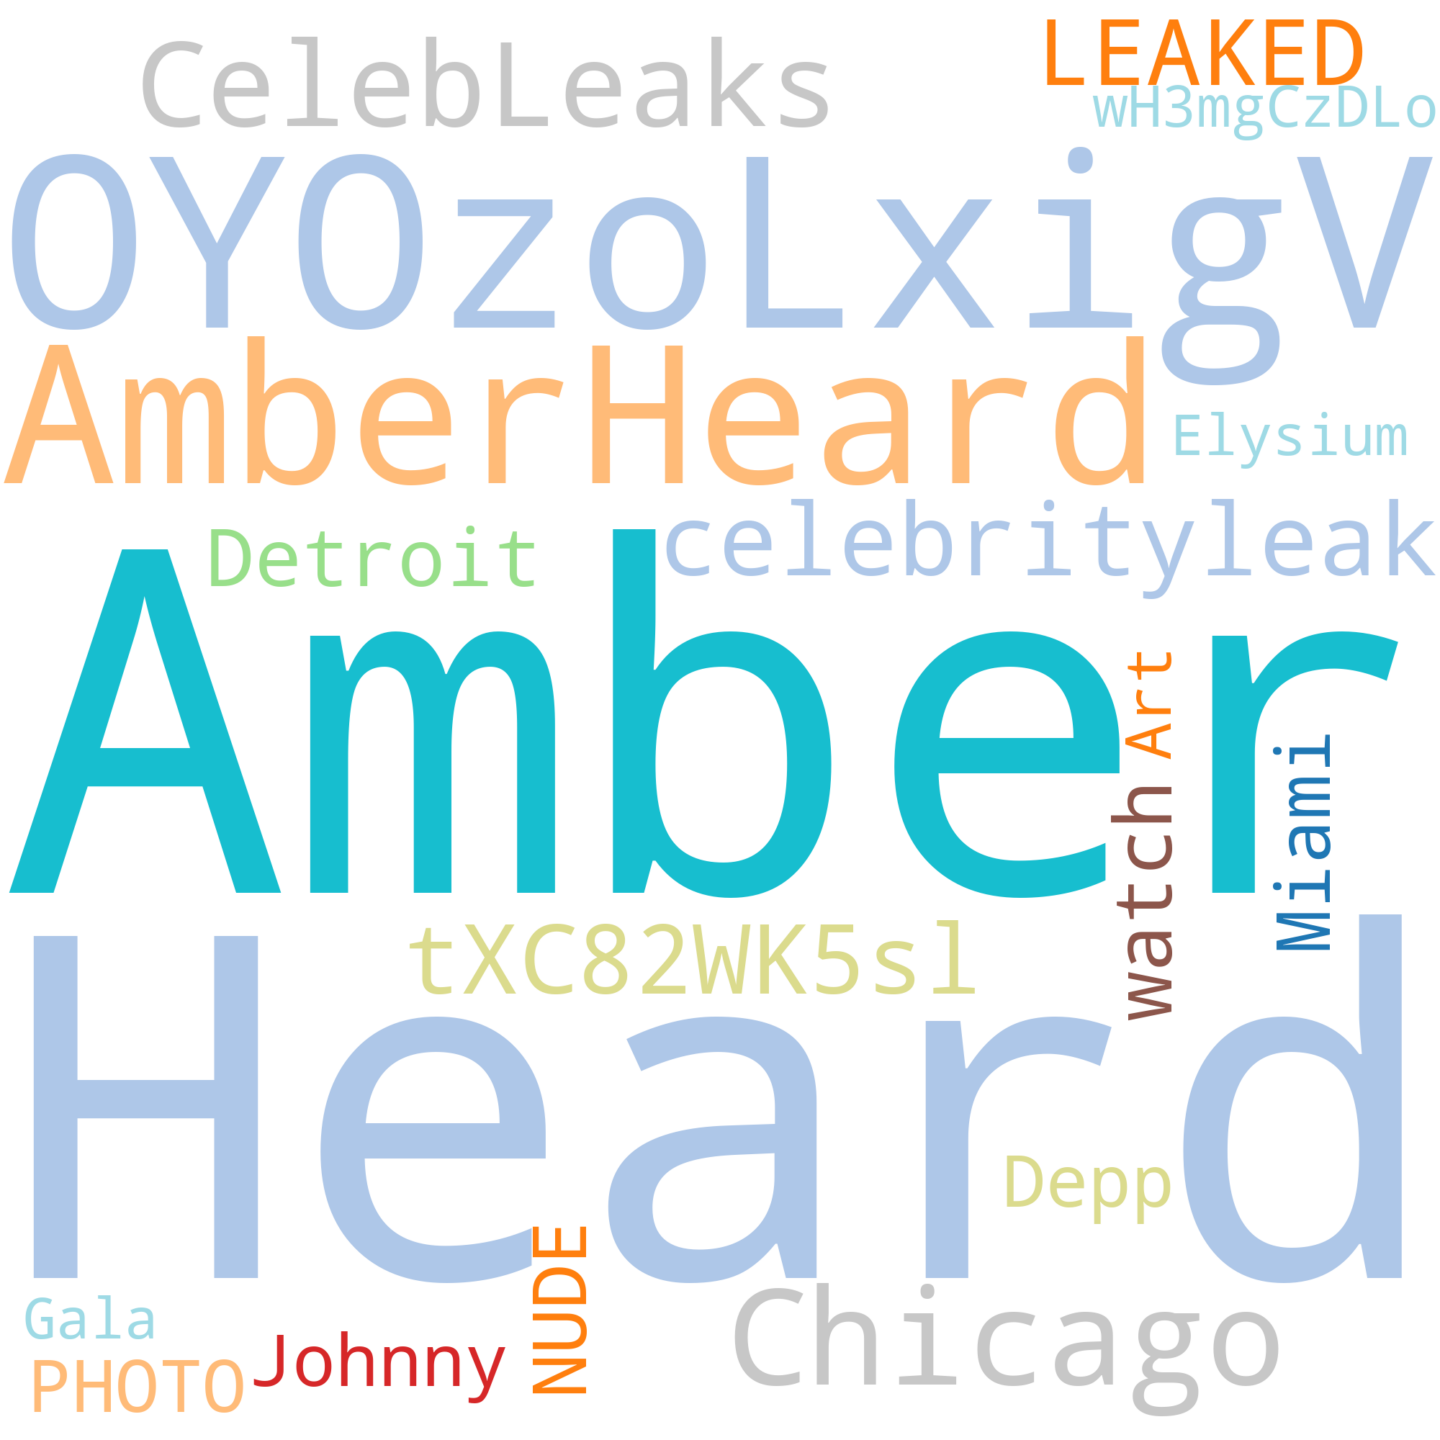 CelebLeaks
LEAKED
wH3mgCzDLo
OYOzoLxigV
AmberHeard
Elysium
Detroit
celebrityleak
Amber
Art
watch
Miami
tXC82WK5sl
Heard
Depp
NUDE
Gala
Chicago
Johnny
PHOTO